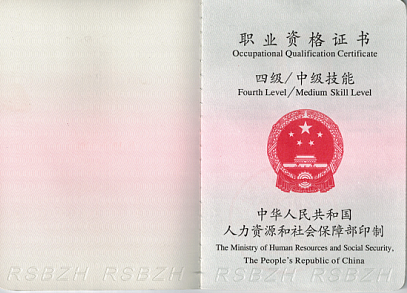 职业资格证书
Occupational Qualification Certificate
四级/中级技能
Fourth Level/Medium Skill Level
中华人民共和国
人力资源和社会保障部印制
The Ministry of Human Resources and Social Security,
The People's Republic of China
RSBZH RSBZH RSBZH RSBZH